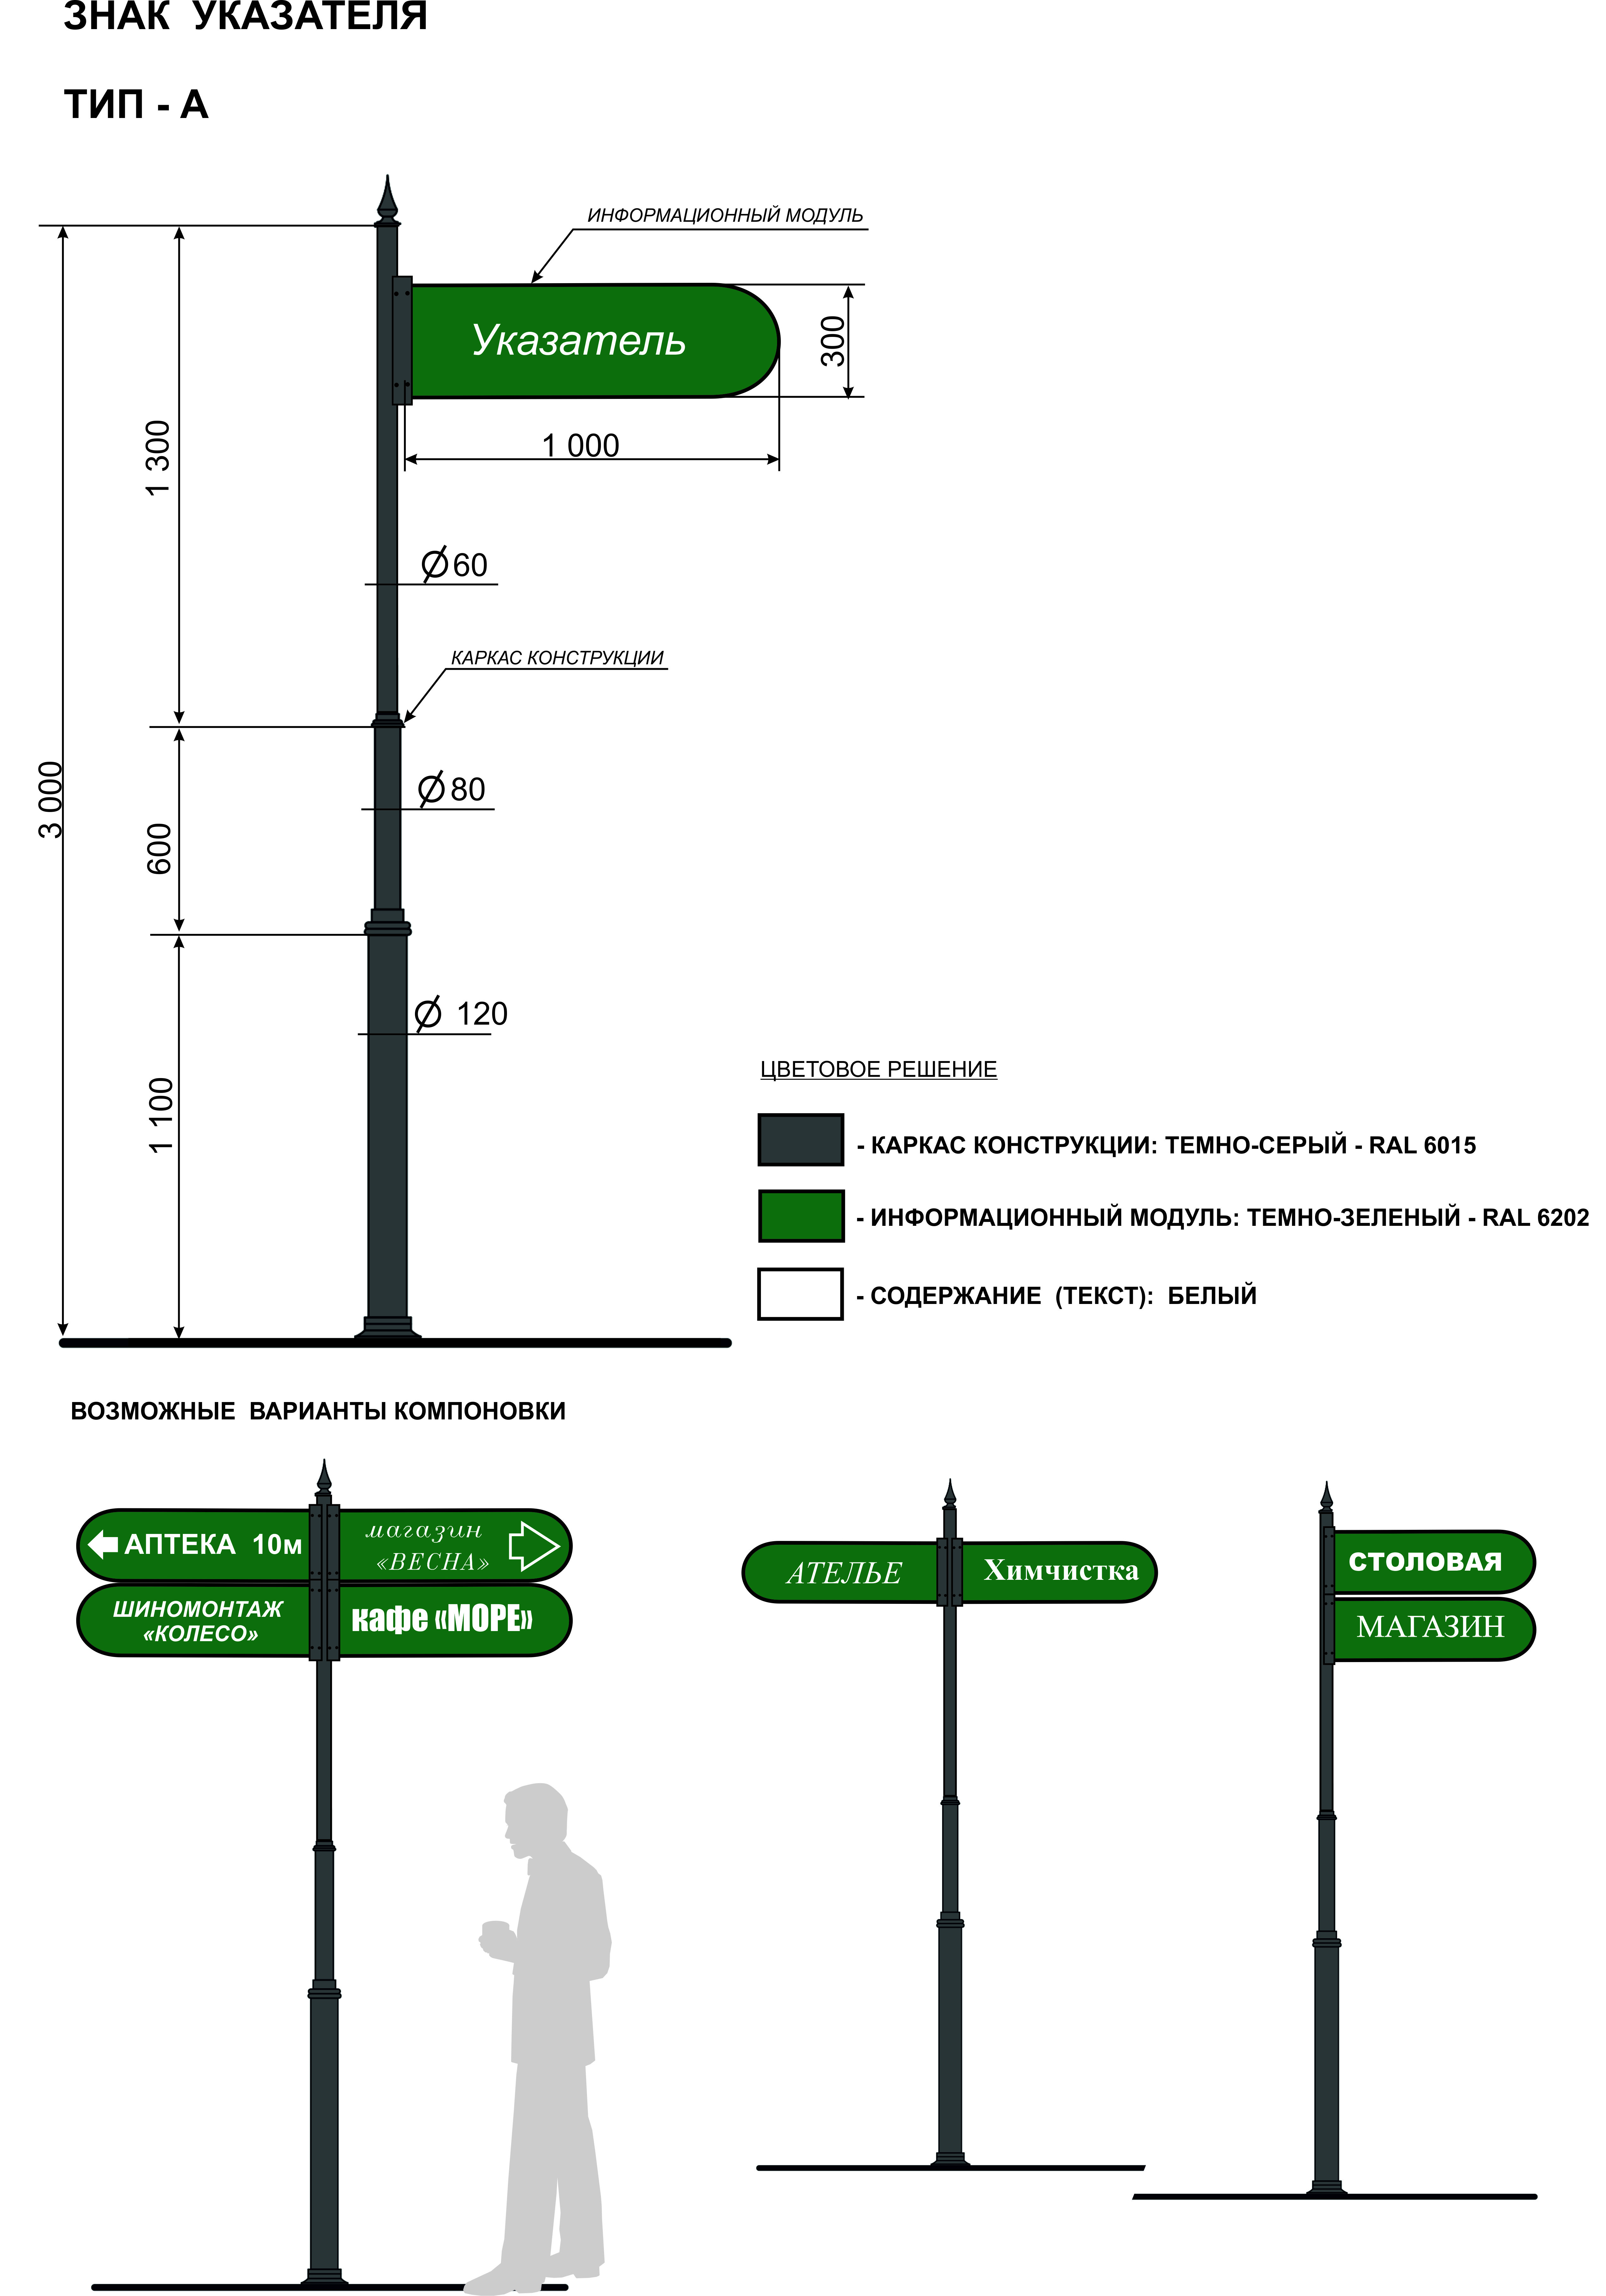 ЗНАК УКАЗАТЕЛЯ
ТИП - А
ИНФОРМАЦИОННЫЙ МОДУЛЬ
Указатель
300
1 000
1 300
⌀60
КАРКАС КОНСТРУКЦИИ
3 000
⌀80
600
⌀ 120
1 100
ЦВЕТОВОЕ РЕШЕНИЕ
- КАРКАС КОНСТРУКЦИИ: ТЕМНО-СЕРЫЙ - RAL 6015
- ИНФОРМАЦИОННЫЙ МОДУЛЬ: ТЕМНО-ЗЕЛЕНЫЙ - RAL 6202
- СОДЕРЖАНИЕ (ТЕКСТ): БЕЛЫЙ
ВОЗМОЖНЫЕ ВАРИАНТЫ КОМПОНОВКИ
АПТЕКА 10м
магазин
«ВЕСНА»
ШИНОМОНТАЖ
«КОЛЕСО»
кафе «МОРЕ»
АТЕЛЬЕ
Химчистка
СТОЛОВАЯ
МАГАЗИН